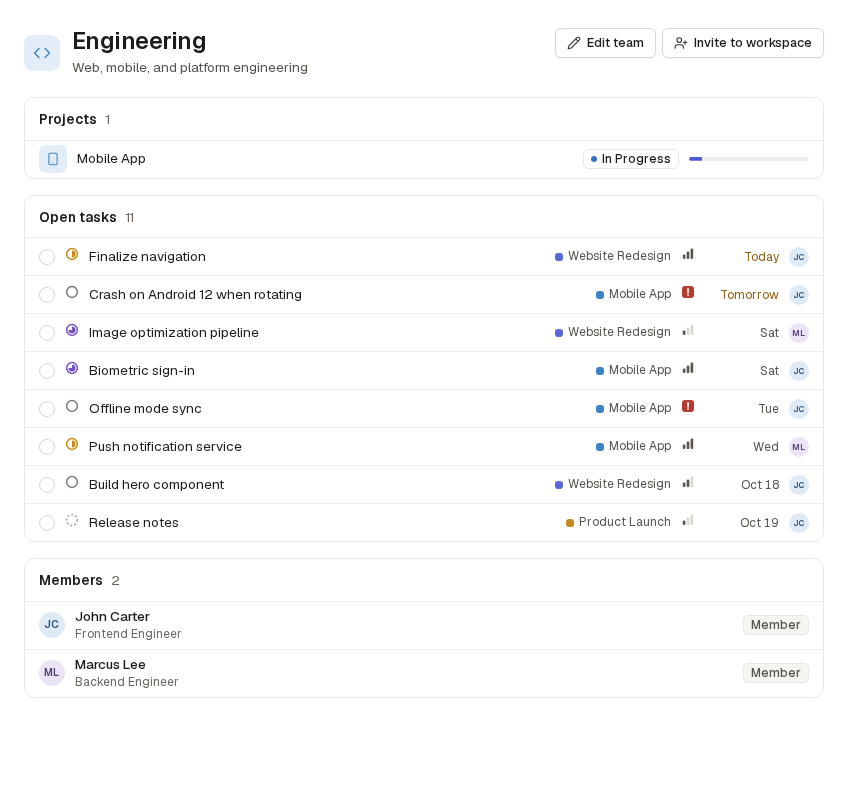 Engineering
Web, mobile, and platform engineering
Edit team
Invite to workspace
Projects 1
Mobile App In Progress
Open tasks 11
Finalize navigation Website Redesign Today JC
Crash on Android 12 when rotating Mobile App ! Tomorrow JC
Image optimization pipeline Website Redesign Sat ML
Biometric sign-in Mobile App Sat JC
Offline mode sync Mobile App ! Tue JC
Push notification service Mobile App Wed ML
Build hero component Website Redesign Oct 18 JC
Release notes Product Launch Oct 19 JC
Members 2
JC John Carter
Frontend Engineer
Member
ML Marcus Lee
Backend Engineer
Member